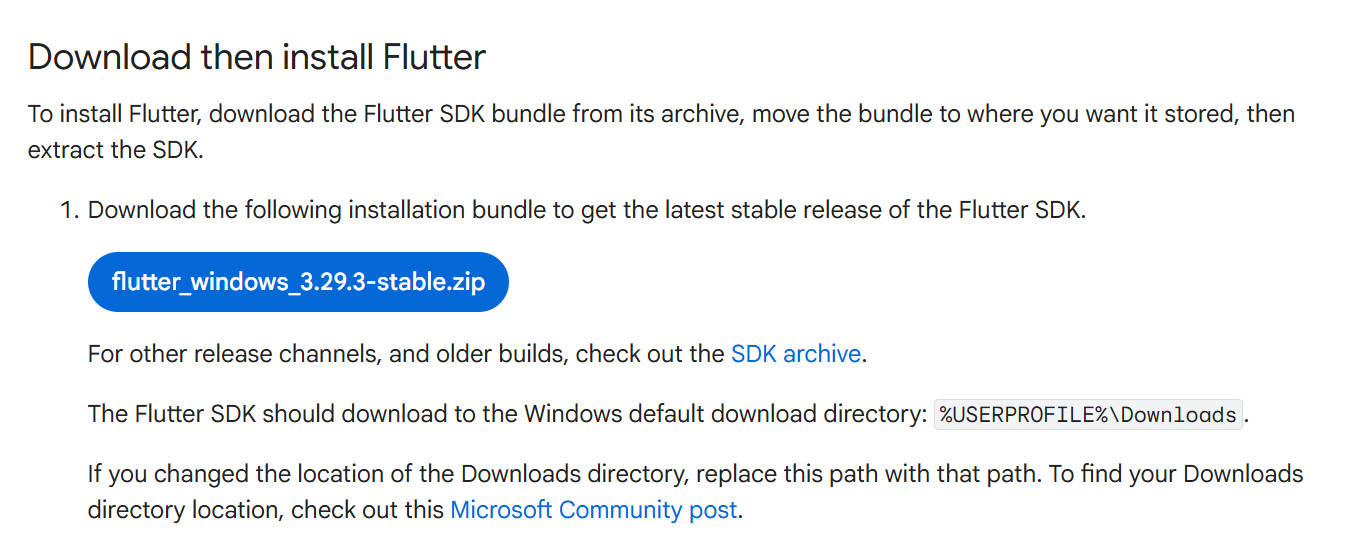 Download then install Flutter
To install Flutter, download the Flutter SDK bundle from its archive, move the bundle to where you want it stored, then
extract the SDK.
1. Download the following installation bundle to get the latest stable release of the Flutter SDK.
flutter_windows_3.29.3-stable.zip
For other release channels, and older builds, check out the SDK archive.
The Flutter SDK should download to the Windows default download directory: %USERPROFILE%\Downloads.
If you changed the location of the Downloads directory, replace this path with that path. To find your Downloads
directory location, check out this Microsoft Community post.